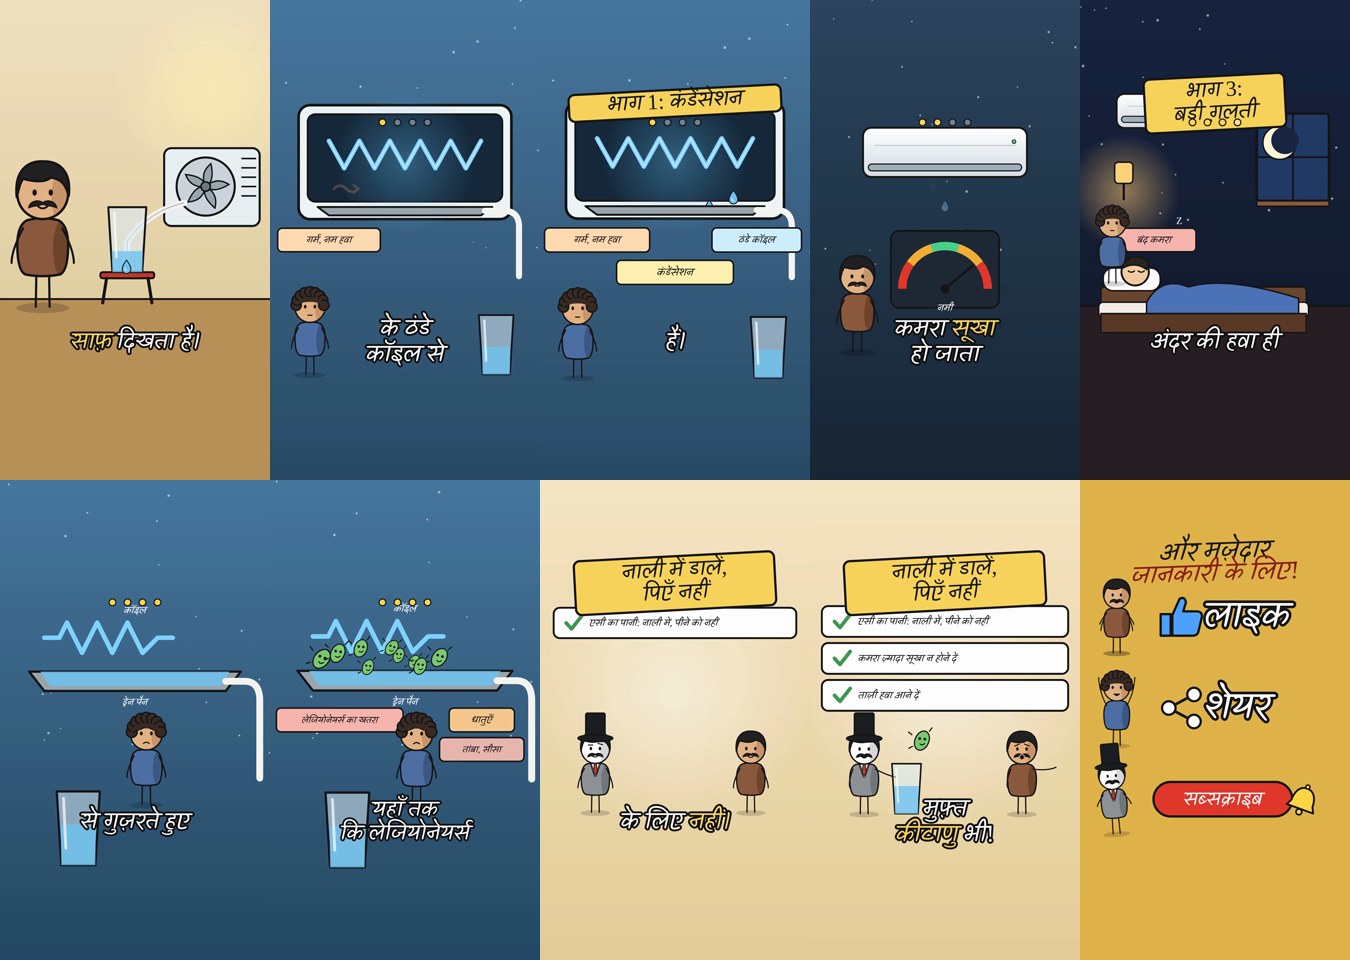 साफ़ दिखता है।
गर्म, नम हवा
के ठंडे
कॉइल से
भाग 1: कंडेंसेशन
गर्म, नम हवा
ठंडे कॉइल
कंडेंसेशन
है।
नमी
कमरा सूखा
हो जाता
भाग 3:
बड़ी ग़लती
z
बंद कमरा
अंदर की हवा ही
कॉइल
ड्रेन पैन
से गुज़रते हुए
कॉइल
ड्रेन पैन
लेजियोनेयर्स का खतरा
धातुएँ
तांबा, सीसा
यहाँ तक
कि लेजियोनेयर्स
नाली में डालें,
पिएँ नहीं
एसी का पानी: नाली में, पीने को नहीं
के लिए नहीं।
नाली में डालें,
पिएँ नहीं
एसी का पानी: नाली में, पीने को नहीं
कमरा ज़्यादा सूखा न होने दें
ताज़ी हवा आने दें
मुफ़्त
कीटाणु भी!
और मज़ेदार
जानकारी के लिए!
लाइक
शेयर
सब्सक्राइब